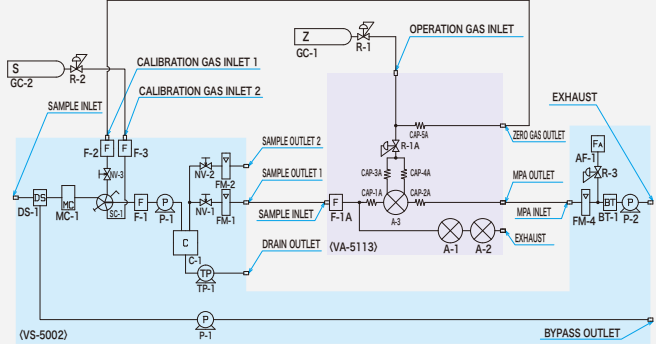 OPERATION GAS INLET
Z
GC-1
R-1
S
GC-2
R-2
CALIBRATION GAS INLET 1
CALIBRATION GAS INLET 2
SAMPLE INLET
EXHAUST
CAP-5A
ZERO GAS OUTLET
F
F-2
F
F-3
SAMPLE OUTLET 2
R-1A
FA
AF-1
NV-3
NV-2
FM-2
SAMPLE OUTLET 1
CAP-3A
CAP-4A
MPA OUTLET
R-3
DS
DS-1
MC
MC-1
SC-1
F
F-1
P
P-1
NV-1
FM-1
SAMPLE INLET
F
F-1A
CAP-1A
A-3
CAP-2A
MPA INLET
FM-4
BT
BT-1
P
P-2
C
C-1
DRAIN OUTLET
TP
TP-1
(VA-5113)
A-1
A-2
EXHAUST
P
P-1
(VS-5002)
BYPASS OUTLET